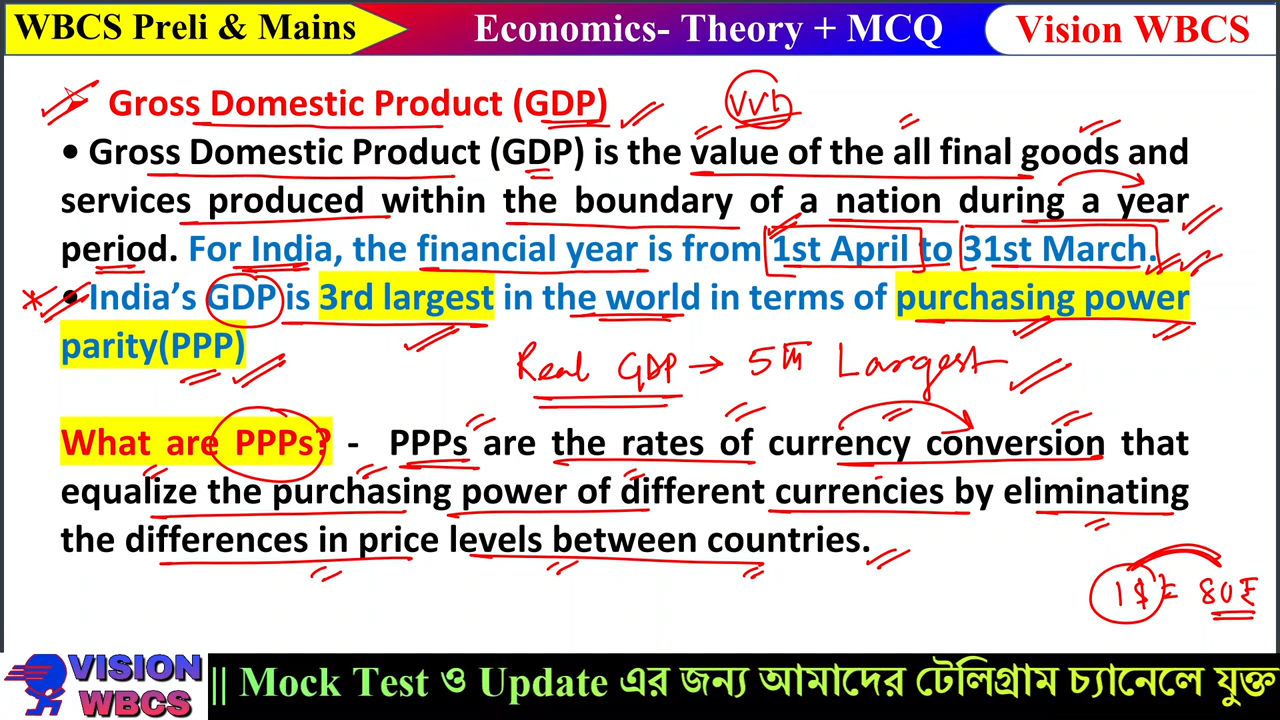 WBCS Preli & Mains
Economics- Theory + MCQ
Vision WBCS
Gross Domestic Product (GDP)
VVI
• Gross Domestic Product (GDP) is the value of the all final goods and
services produced within the boundary of a nation during a year
period. For India, the financial year is from 1st April to 31st March.
• India’s GDP is 3rd largest in the world in terms of purchasing power
parity(PPP)
Real GDP → 5th Largest
What are PPPs? - PPPs are the rates of currency conversion that
equalize the purchasing power of different currencies by eliminating
the differences in price levels between countries.
1$ = 80₹
VISION
WBCS
|| Mock Test ও Update এর জন্য আমাদের টেলিগ্রাম চ্যানেলে যুক্ত